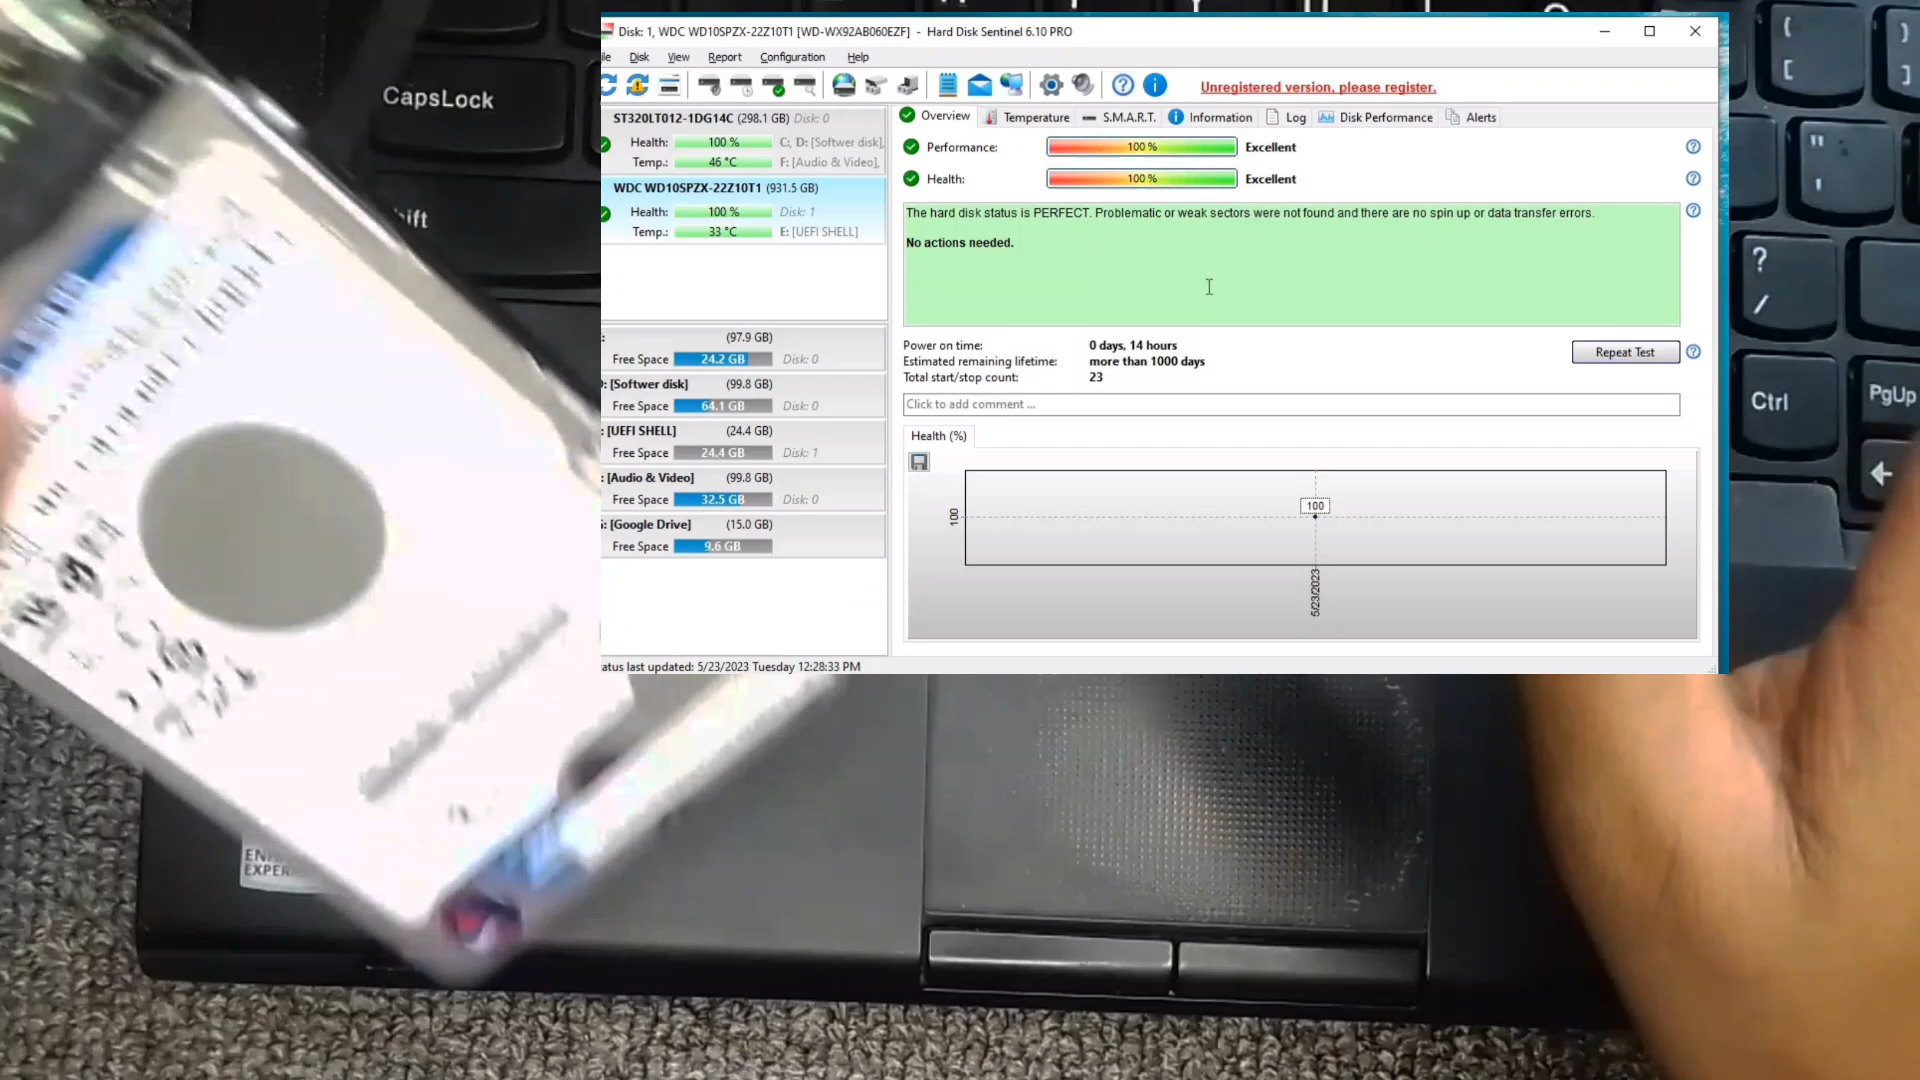 Disk: 1, WDC WD10SPZX-22Z10T1 [WD-WX92AB060EZF] - Hard Disk Sentinel 6.10 PRO
Disk View Report Configuration Help
Unregistered version, please register.
ST320LT012-1DG14C (298.1 GB) Disk: 0
Health: 100 % C:, D: [Softwer disk],
Temp.: 46 °C F: [Audio & Video],
WDC WD10SPZX-22Z10T1 (931.5 GB)
Health: 100 % Disk: 1
Temp.: 33 °C E: [UEFI SHELL]
: (97.9 GB)
Free Space 24.2 GB Disk: 0
: [Softwer disk] (99.8 GB)
Free Space 64.1 GB Disk: 0
: [UEFI SHELL] (24.4 GB)
Free Space 24.4 GB Disk: 1
: [Audio & Video] (99.8 GB)
Free Space 32.5 GB Disk: 0
: [Google Drive] (15.0 GB)
Free Space 9.6 GB
Overview Temperature S.M.A.R.T. Information Log Disk Performance Alerts
Performance: 100 % Excellent
Health: 100 % Excellent
The hard disk status is PERFECT. Problematic or weak sectors were not found and there are no spin up or data transfer errors.
No actions needed.
Power on time: 0 days, 14 hours
Estimated remaining lifetime: more than 1000 days
Total start/stop count: 23
Repeat Test
Click to add comment ...
Health (%)
100
100
5/23/2023
atus last updated: 5/23/2023 Tuesday 12:28:33 PM
CapsLock
hift
{
[
}
]
"
'
?
/
Ctrl
PgUp
EXPER